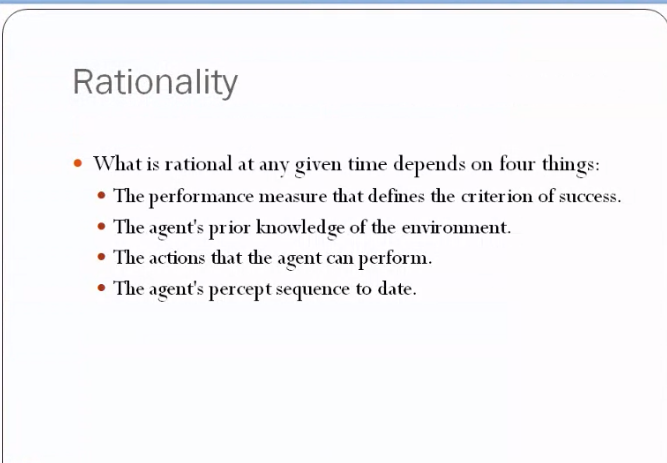 Rationality
What is rational at any given time depends on four things:
The performance measure that defines the criterion of success.
The agent's prior knowledge of the environment.
The actions that the agent can perform.
The agent's percept sequence to date.